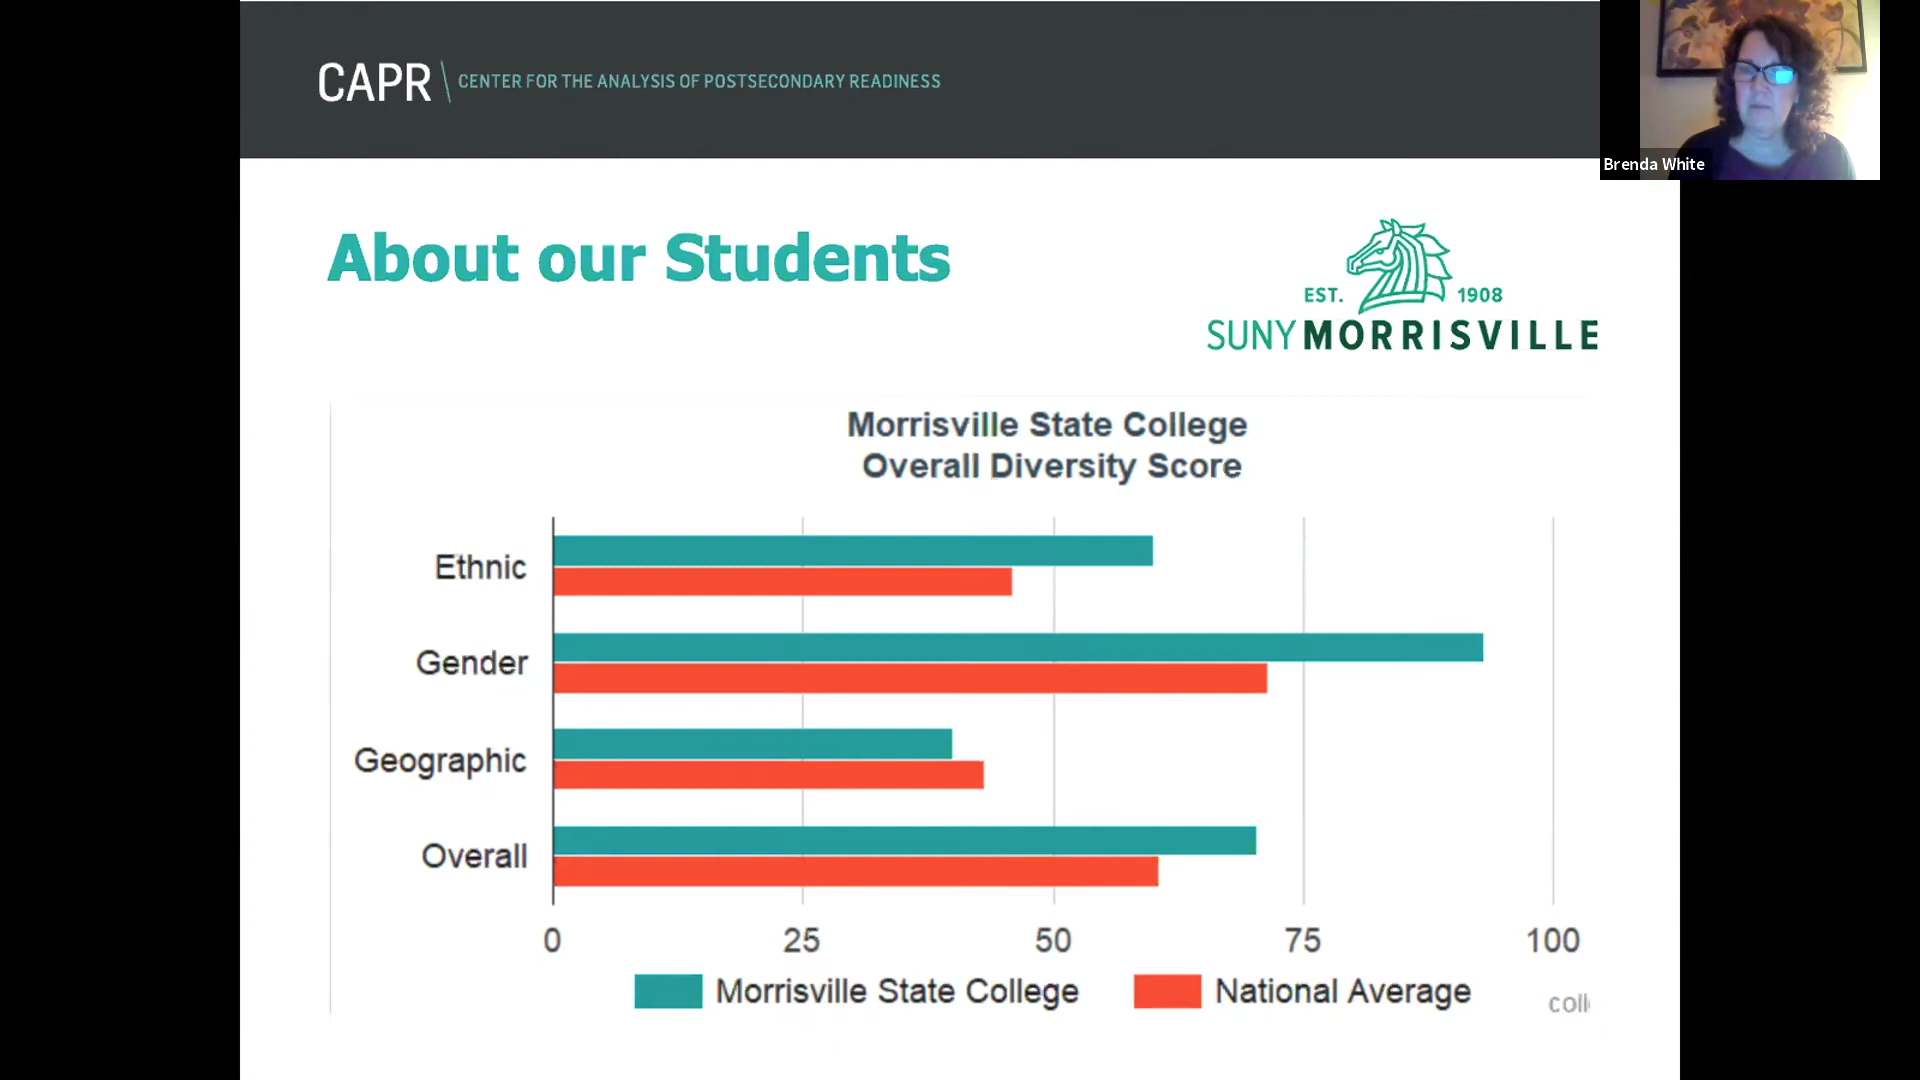 CAPR CENTER FOR THE ANALYSIS OF POSTSECONDARY READINESS
Brenda White
About our Students
EST. 1908
SUNY MORRISVILLE
Morrisville State College
Overall Diversity Score
Ethnic
Gender
Geographic
Overall
0 25 50 75 100
Morrisville State College National Average
coll